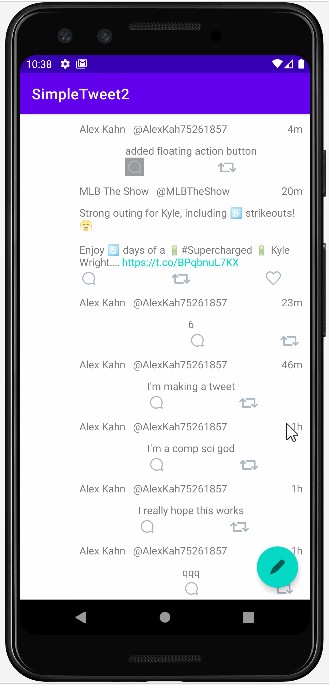 10:38
SimpleTweet2
Alex Kahn @AlexKah75261857 4m
added floating action button
MLB The Show @MLBTheShow 20m
Strong outing for Kyle, including 6️⃣ strikeouts!
😤
Enjoy 5️⃣ days of a 🔋 #Supercharged 🔋 Kyle
Wright.... https://t.co/BPqbnuL7KX
Alex Kahn @AlexKah75261857 23m
6
Alex Kahn @AlexKah75261857 46m
I'm making a tweet
Alex Kahn @AlexKah75261857 1h
I'm a comp sci god
Alex Kahn @AlexKah75261857 1h
I really hope this works
Alex Kahn @AlexKah75261857 1h
qqq